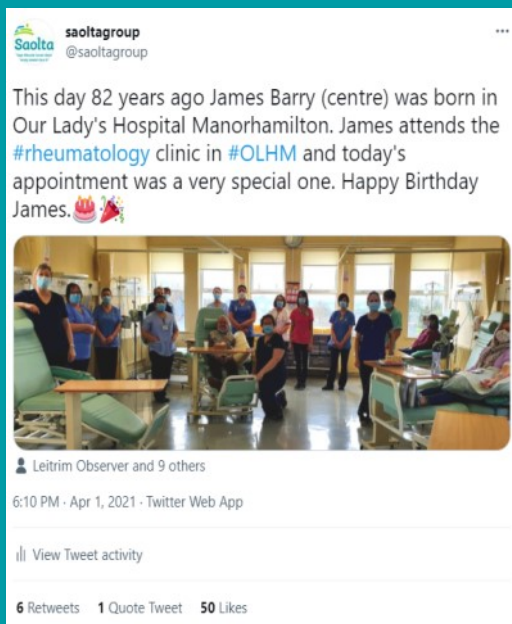 Saolta
saoltagroup
@saoltagroup
This day 82 years ago James Barry (centre) was born in
Our Lady's Hospital Manorhamilton. James attends the
#rheumatology clinic in #OLHM and today's
appointment was a very special one. Happy Birthday
James.🎂🎉
Leitrim Observer and 9 others
6:10 PM · Apr 1, 2021 · Twitter Web App
View Tweet activity
6 Retweets 1 Quote Tweet 50 Likes